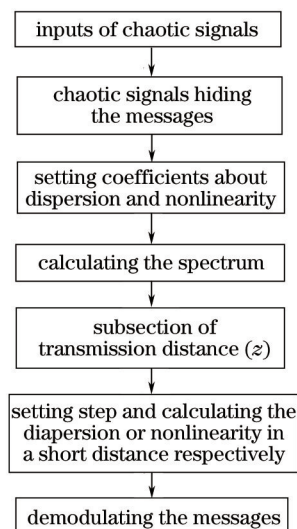 inputs of chaotic signals
chaotic signals hiding
the messages
setting coefficients about
dispersion and nonlinearity
calculating the spectrum
subsection of
transmission distance (z)
setting step and calculating the
diapersion or nonlinearity in
a short distance respectively
demodulating the messages